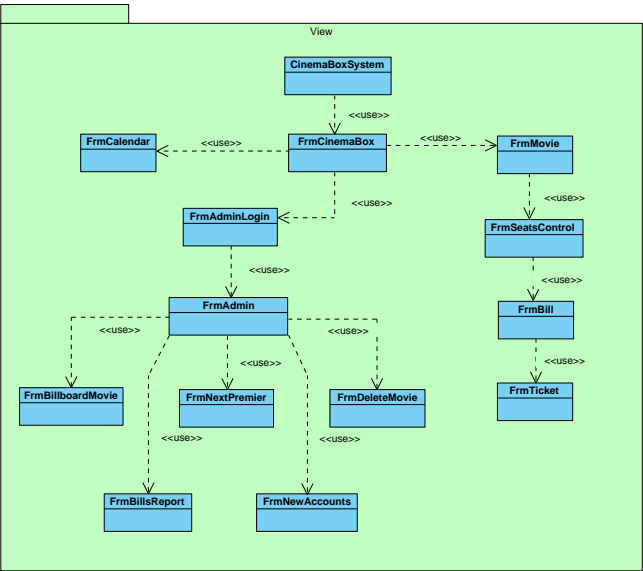 View
CinemaBoxSystem
<<use>>
FrmCalendar
<<use>>
FrmCinemaBox
<<use>>
FrmMovie
<<use>>
<<use>>
FrmAdminLogin
FrmSeatsControl
<<use>>
<<use>>
FrmAdmin
FrmBill
<<use>>
<<use>>
<<use>>
<<use>>
FrmBillboardMovie
FrmNextPremier
FrmDeleteMovie
FrmTicket
<<use>>
<<use>>
FrmBillsReport
FrmNewAccounts